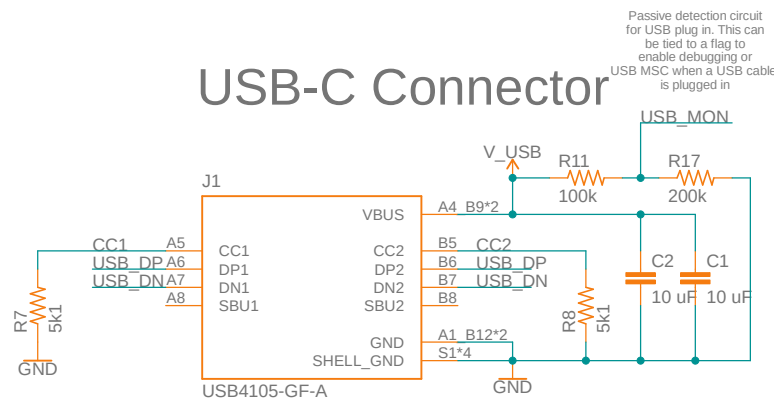 Passive detection circuit
for USB plug in. This can
be tied to a flag to
enable debugging or
USB MSC when a USB cable
is plugged in
USB-C Connector
USB_MON
V_USB
R11
R17
100k
200k
J1
VBUS
A4
B9*2
CC1
A5
CC1
CC2
B5
CC2
USB_DP
A6
DP1
DP2
B6
USB_DP
USB_DN
A7
DN1
DN2
B7
USB_DN
A8
SBU1
SBU2
B8
R7
5k1
GND
R8
5k1
C2
10 uF
C1
10 uF
GND
A1
B12*2
SHELL_GND
S1*4
GND
USB4105-GF-A